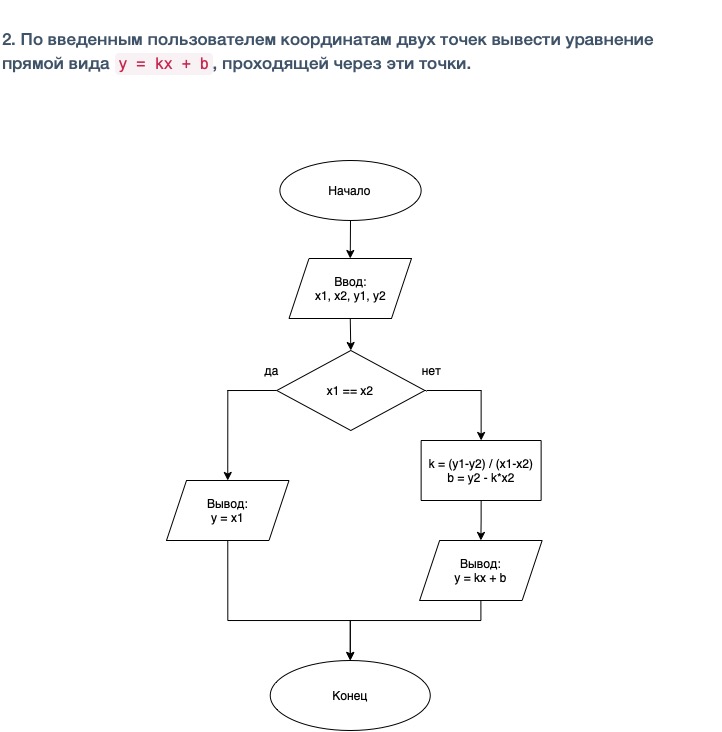 2. По введенным пользователем координатам двух точек вывести уравнение
прямой вида y = kx + b, проходящей через эти точки.
Начало
Ввод:
x1, x2, y1, y2
x1 == x2
да
нет
k = (y1-y2) / (x1-x2)
b = y2 - k*x2
Вывод:
y = x1
Вывод:
y = kx + b
Конец